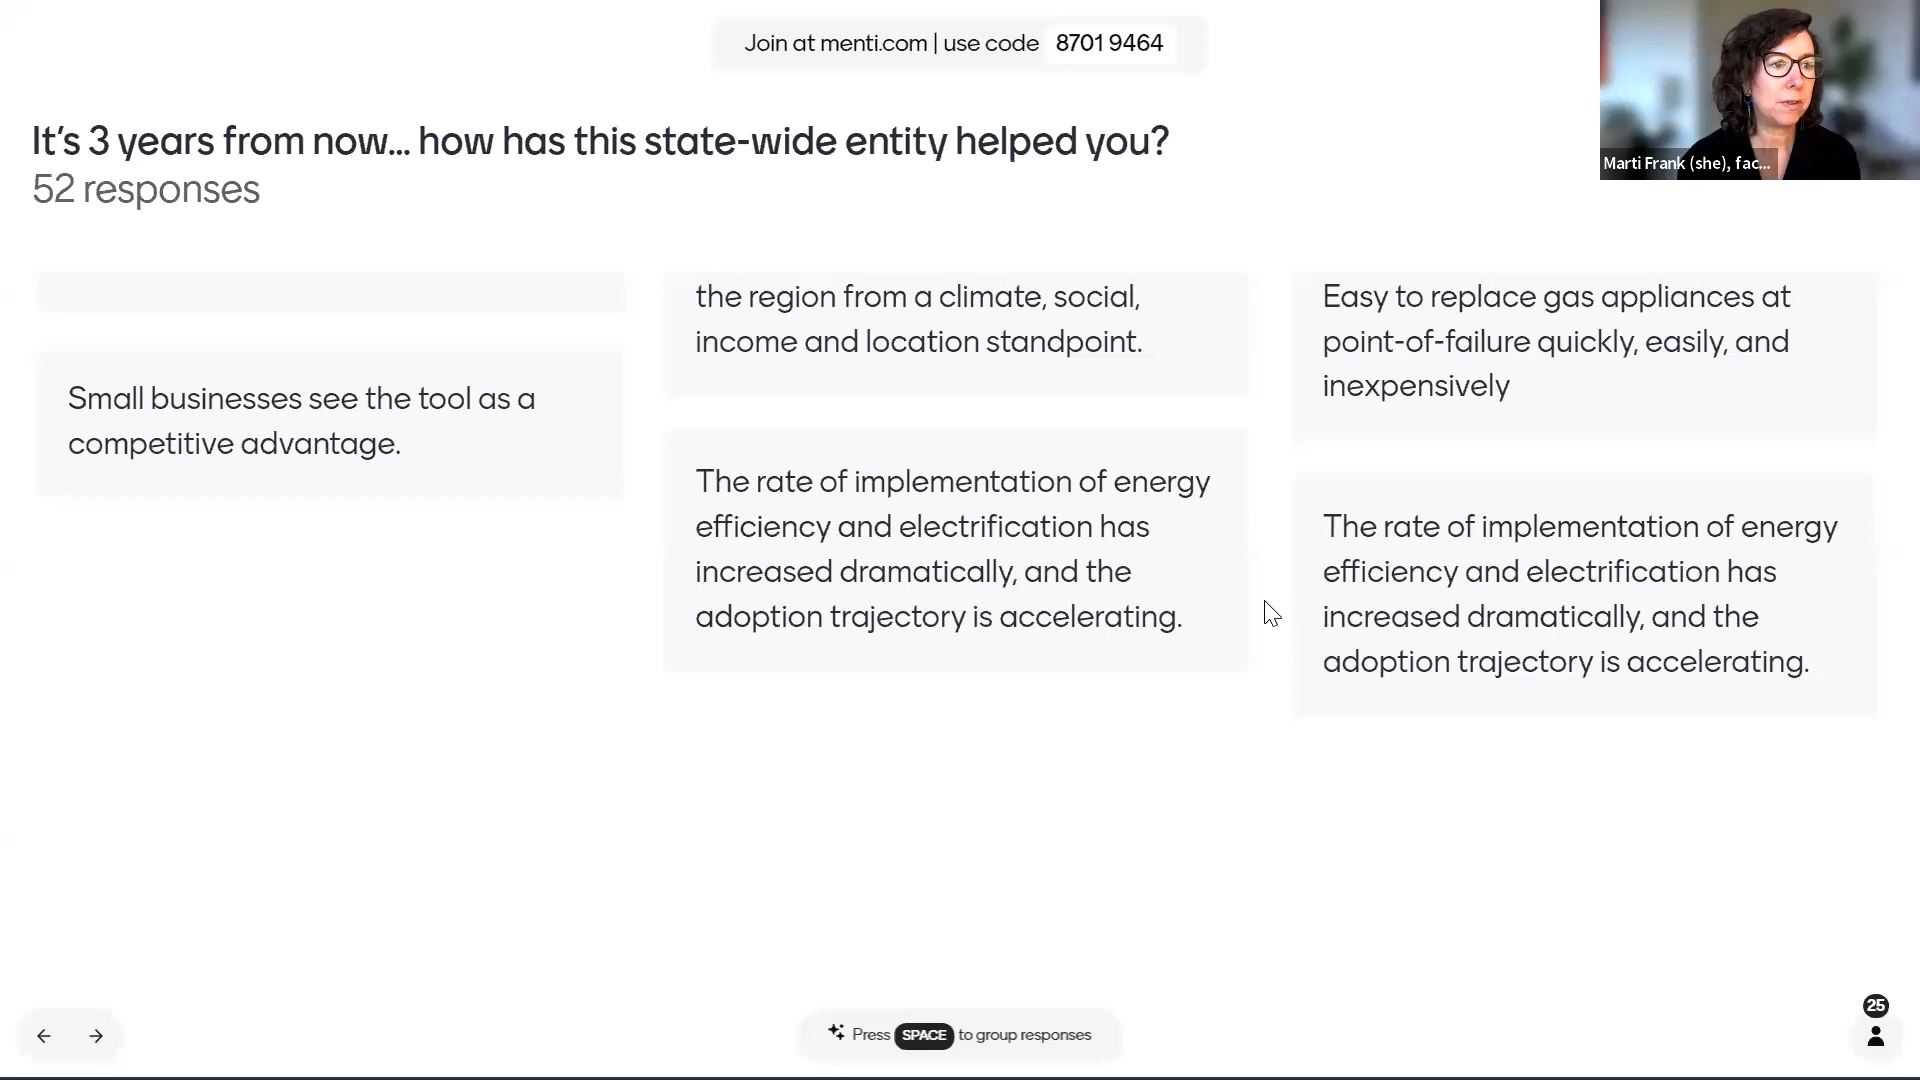 Join at menti.com | use code 8701 9464
It's 3 years from now... how has this state-wide entity helped you?
52 responses
Marti Frank (she), fac...
Small businesses see the tool as a
competitive advantage.
the region from a climate, social,
income and location standpoint.
The rate of implementation of energy
efficiency and electrification has
increased dramatically, and the
adoption trajectory is accelerating.
Easy to replace gas appliances at
point-of-failure quickly, easily, and
inexpensively
The rate of implementation of energy
efficiency and electrification has
increased dramatically, and the
adoption trajectory is accelerating.
Press SPACE to group responses
25